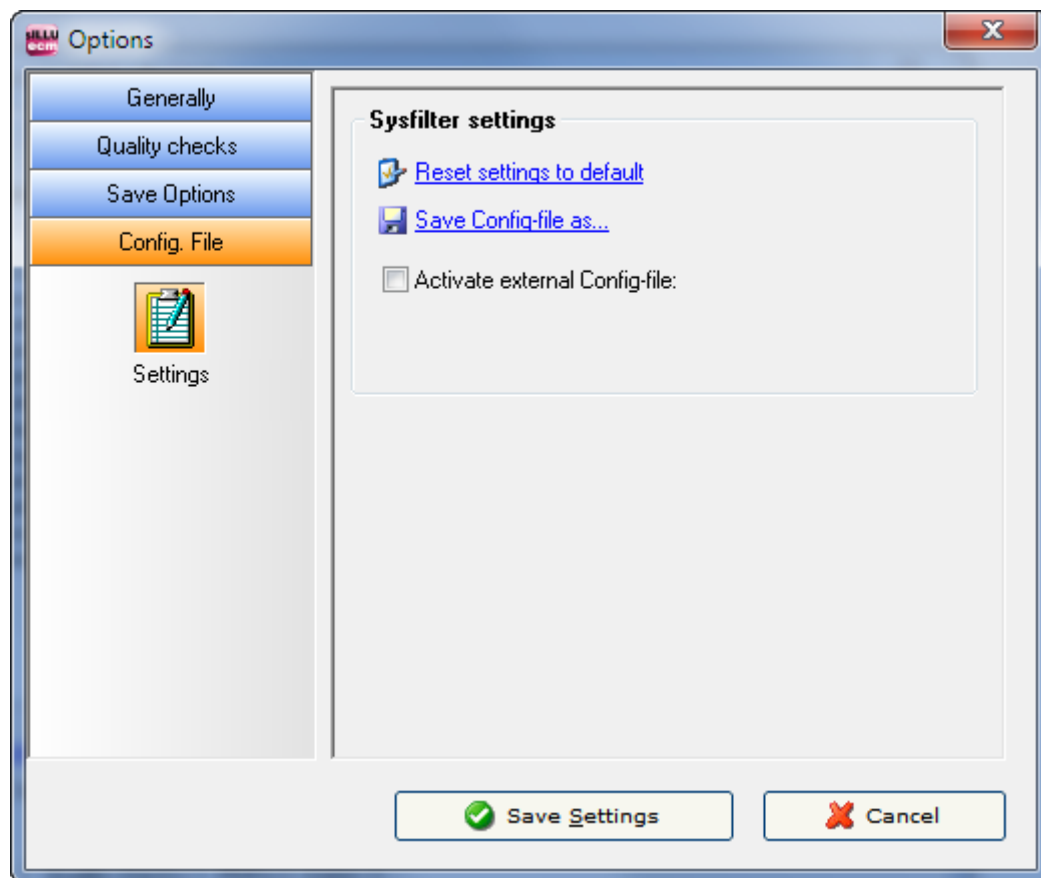 Options
Generally
Quality checks
Save Options
Config. File
Settings
Sysfilter settings
Reset settings to default
Save Config-file as...
Activate external Config-file:
Save Settings
Cancel